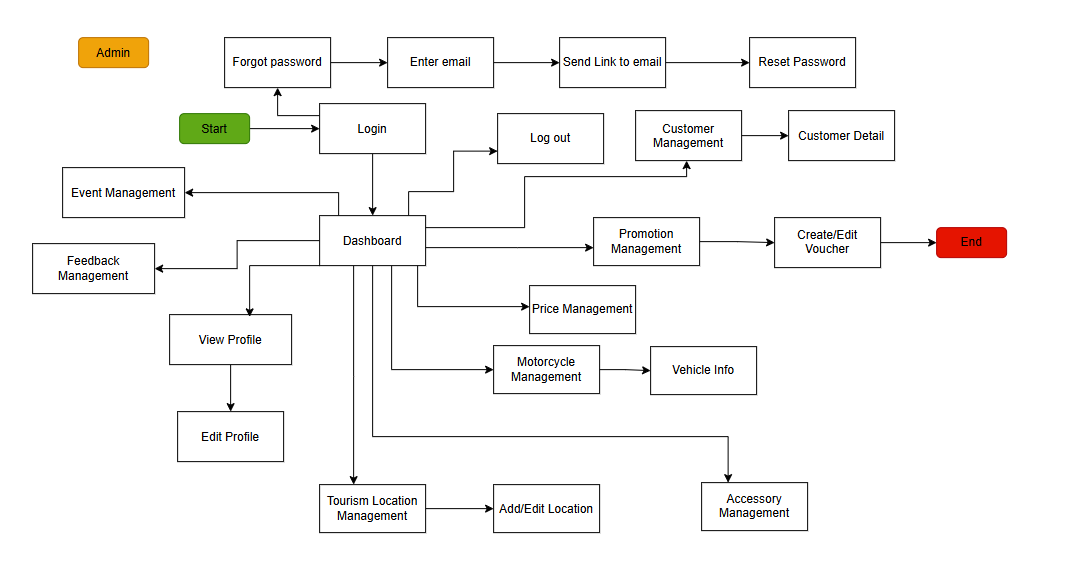 Admin
Forgot password
Enter email
Send Link to email
Reset Password
Start
Login
Log out
Customer
Management
Customer Detail
Event Management
Dashboard
Promotion
Management
Create/Edit
Voucher
End
Feedback
Management
Price Management
View Profile
Motorcycle
Management
Vehicle Info
Edit Profile
Tourism Location
Management
Add/Edit Location
Accessory
Management